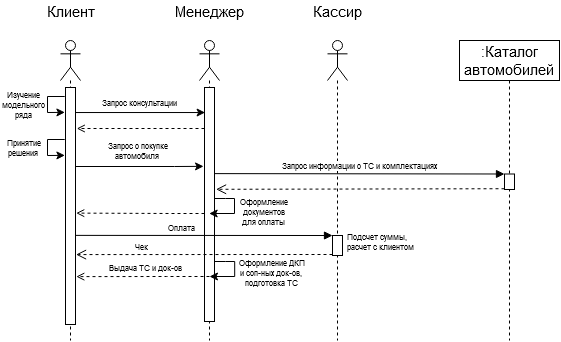 Клиент
Менеджер
Кассир
:Каталог
автомобилей
Изучение
модельного
ряда
Запрос консультации
Принятие
решения
Запрос о покупке
автомобиля
Запрос информации о ТС и комплектациях
Оформление
документов
для оплаты
Оплата
Подсчет суммы,
расчет с клиентом
Чек
Выдача ТС и док-ов
Оформление ДКП
и соп-ных док-ов,
подготовка ТС